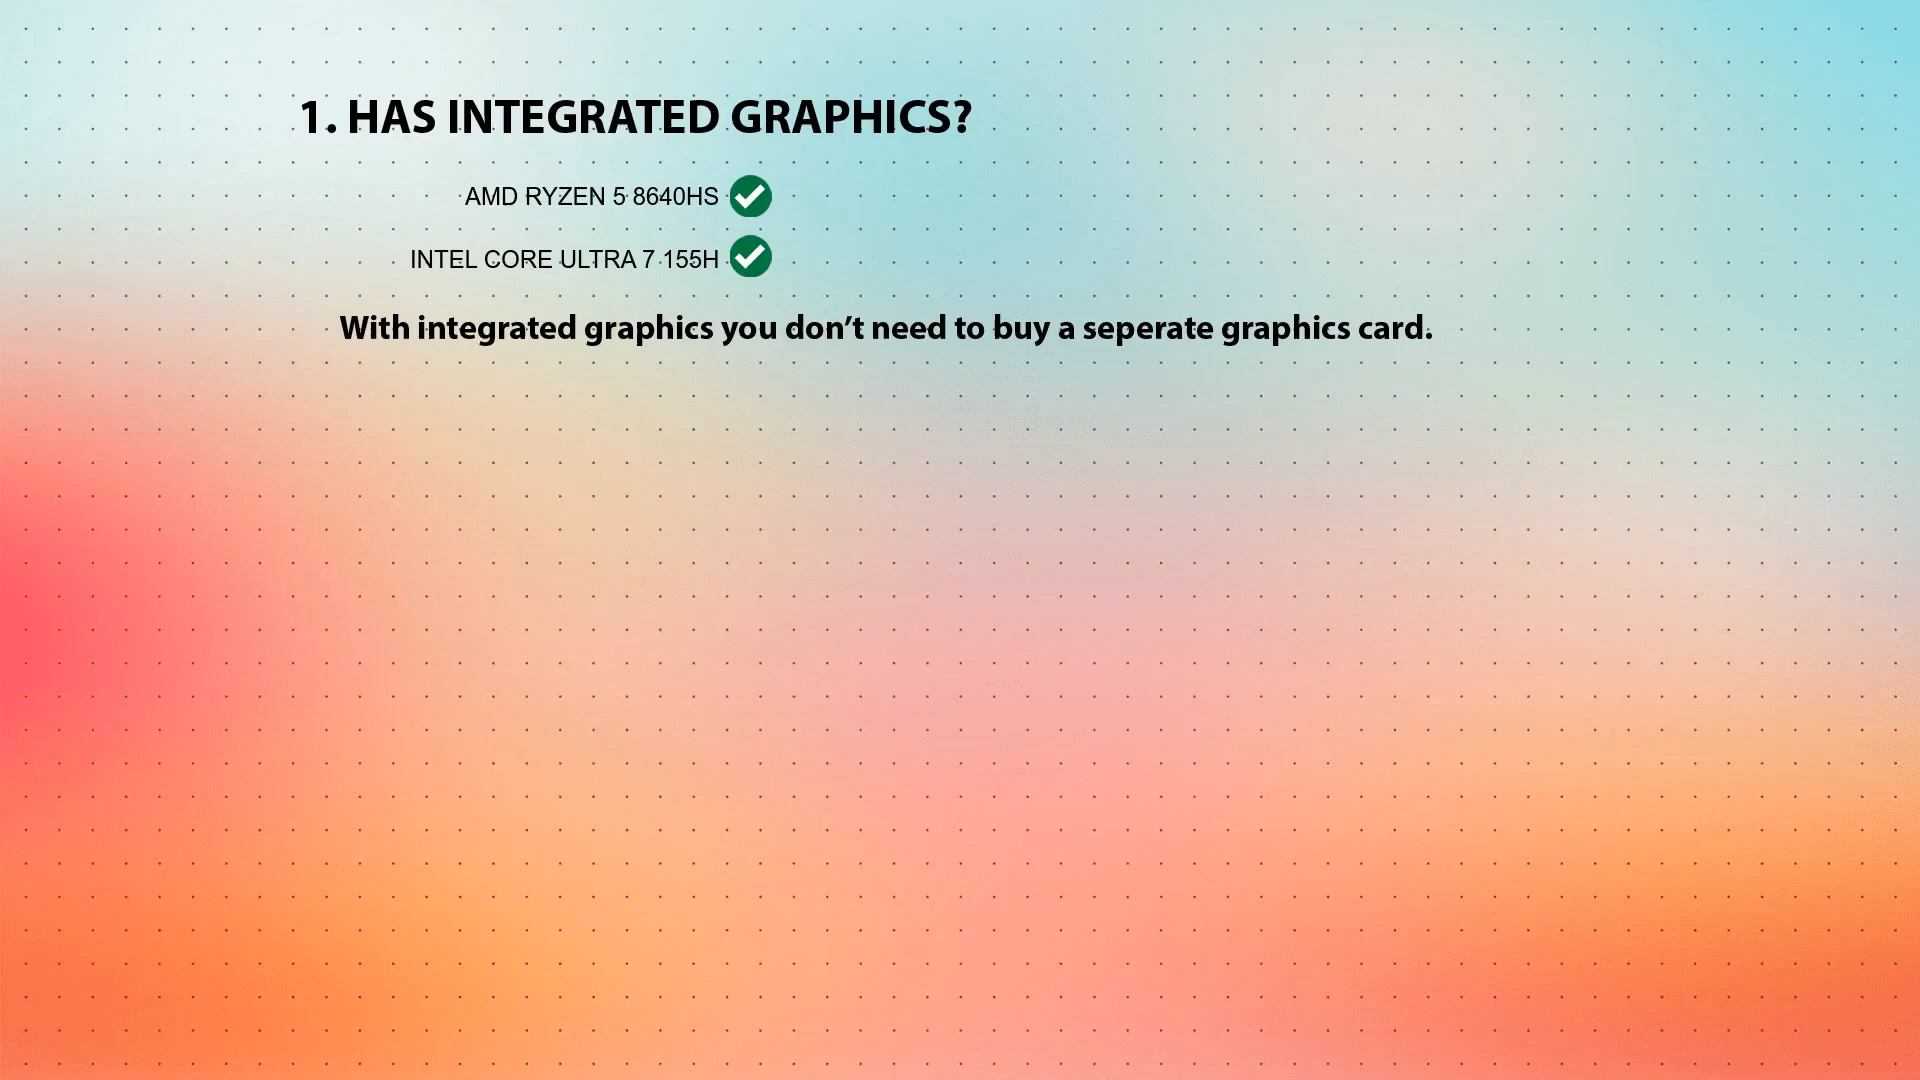 1. HAS INTEGRATED GRAPHICS?
AMD RYZEN 5 8640HS
INTEL CORE ULTRA 7 155H
With integrated graphics you don’t need to buy a seperate graphics card.